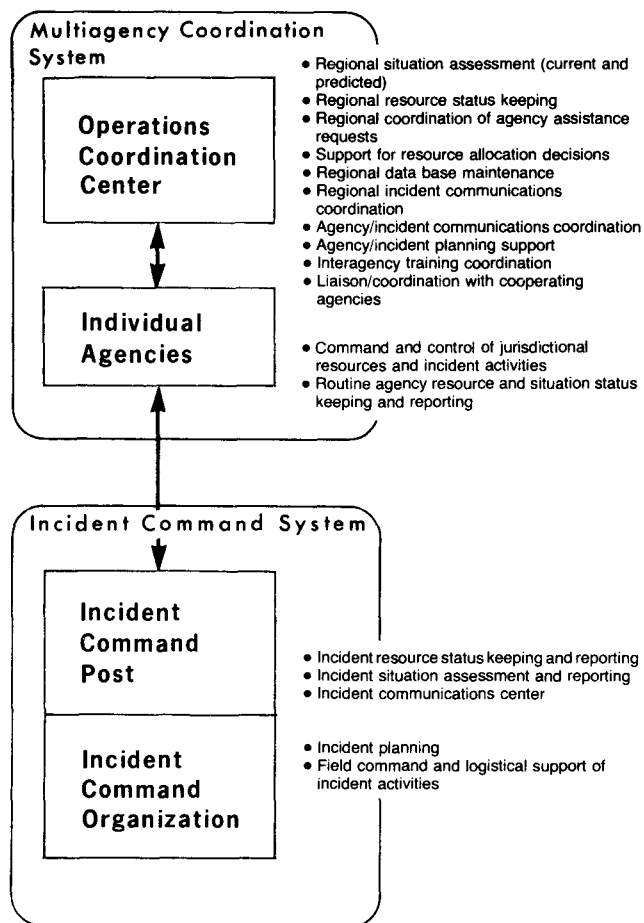 Multiagency Coordination
System
Operations
Coordination
Center
• Regional situation assessment (current and
predicted)
• Regional resource status keeping
• Regional coordination of agency assistance
requests
• Support for resource allocation decisions
• Regional data base maintenance
• Regional incident communications
coordination
• Agency/incident communications coordination
• Agency/incident planning support
• Interagency training coordination
• Liaison/coordination with cooperating
agencies
Individual
Agencies
• Command and control of jurisdictional
resources and incident activities
• Routine agency resource and situation status
keeping and reporting
Incident Command System
Incident
Command
Post
• Incident resource status keeping and reporting
• Incident situation assessment and reporting
• Incident communications center
Incident
Command
Organization
• Incident planning
• Field command and logistical support of
incident activities